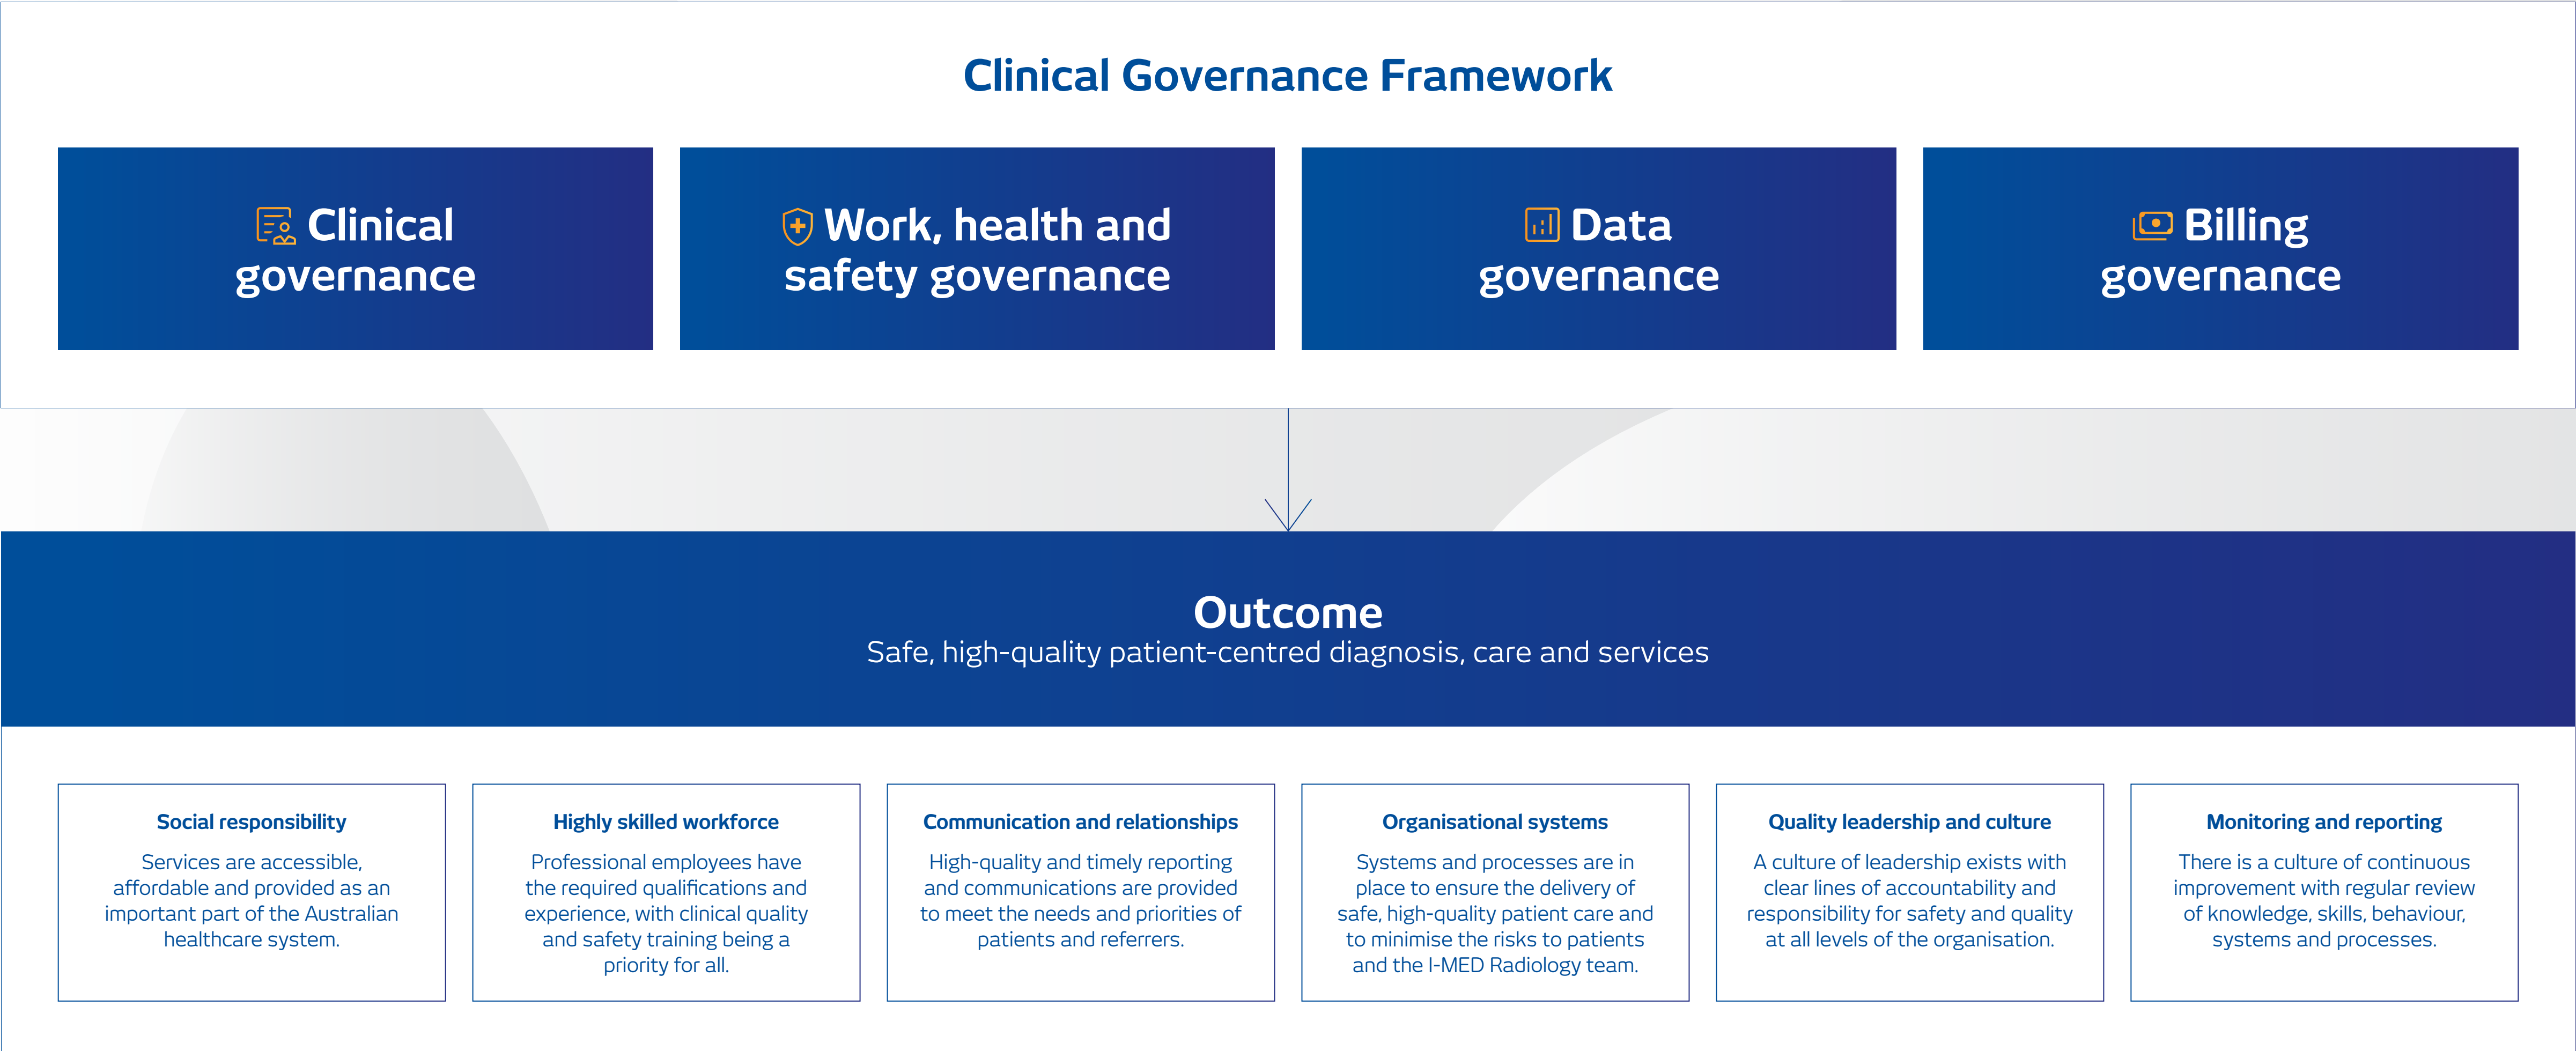 Clinical Governance Framework
Clinical
governance
Work, health and
safety governance
Data
governance
Billing
governance
Outcome
Safe, high-quality patient-centred diagnosis, care and services
Social responsibility
Services are accessible,
affordable and provided as an
important part of the Australian
healthcare system.
Highly skilled workforce
Professional employees have
the required qualifications and
experience, with clinical quality
and safety training being a
priority for all.
Communication and relationships
High-quality and timely reporting
and communications are provided
to meet the needs and priorities of
patients and referrers.
Organisational systems
Systems and processes are in
place to ensure the delivery of
safe, high-quality patient care and
to minimise the risks to patients
and the I-MED Radiology team.
Quality leadership and culture
A culture of leadership exists with
clear lines of accountability and
responsibility for safety and quality
at all levels of the organisation.
Monitoring and reporting
There is a culture of continuous
improvement with regular review
of knowledge, skills, behaviour,
systems and processes.